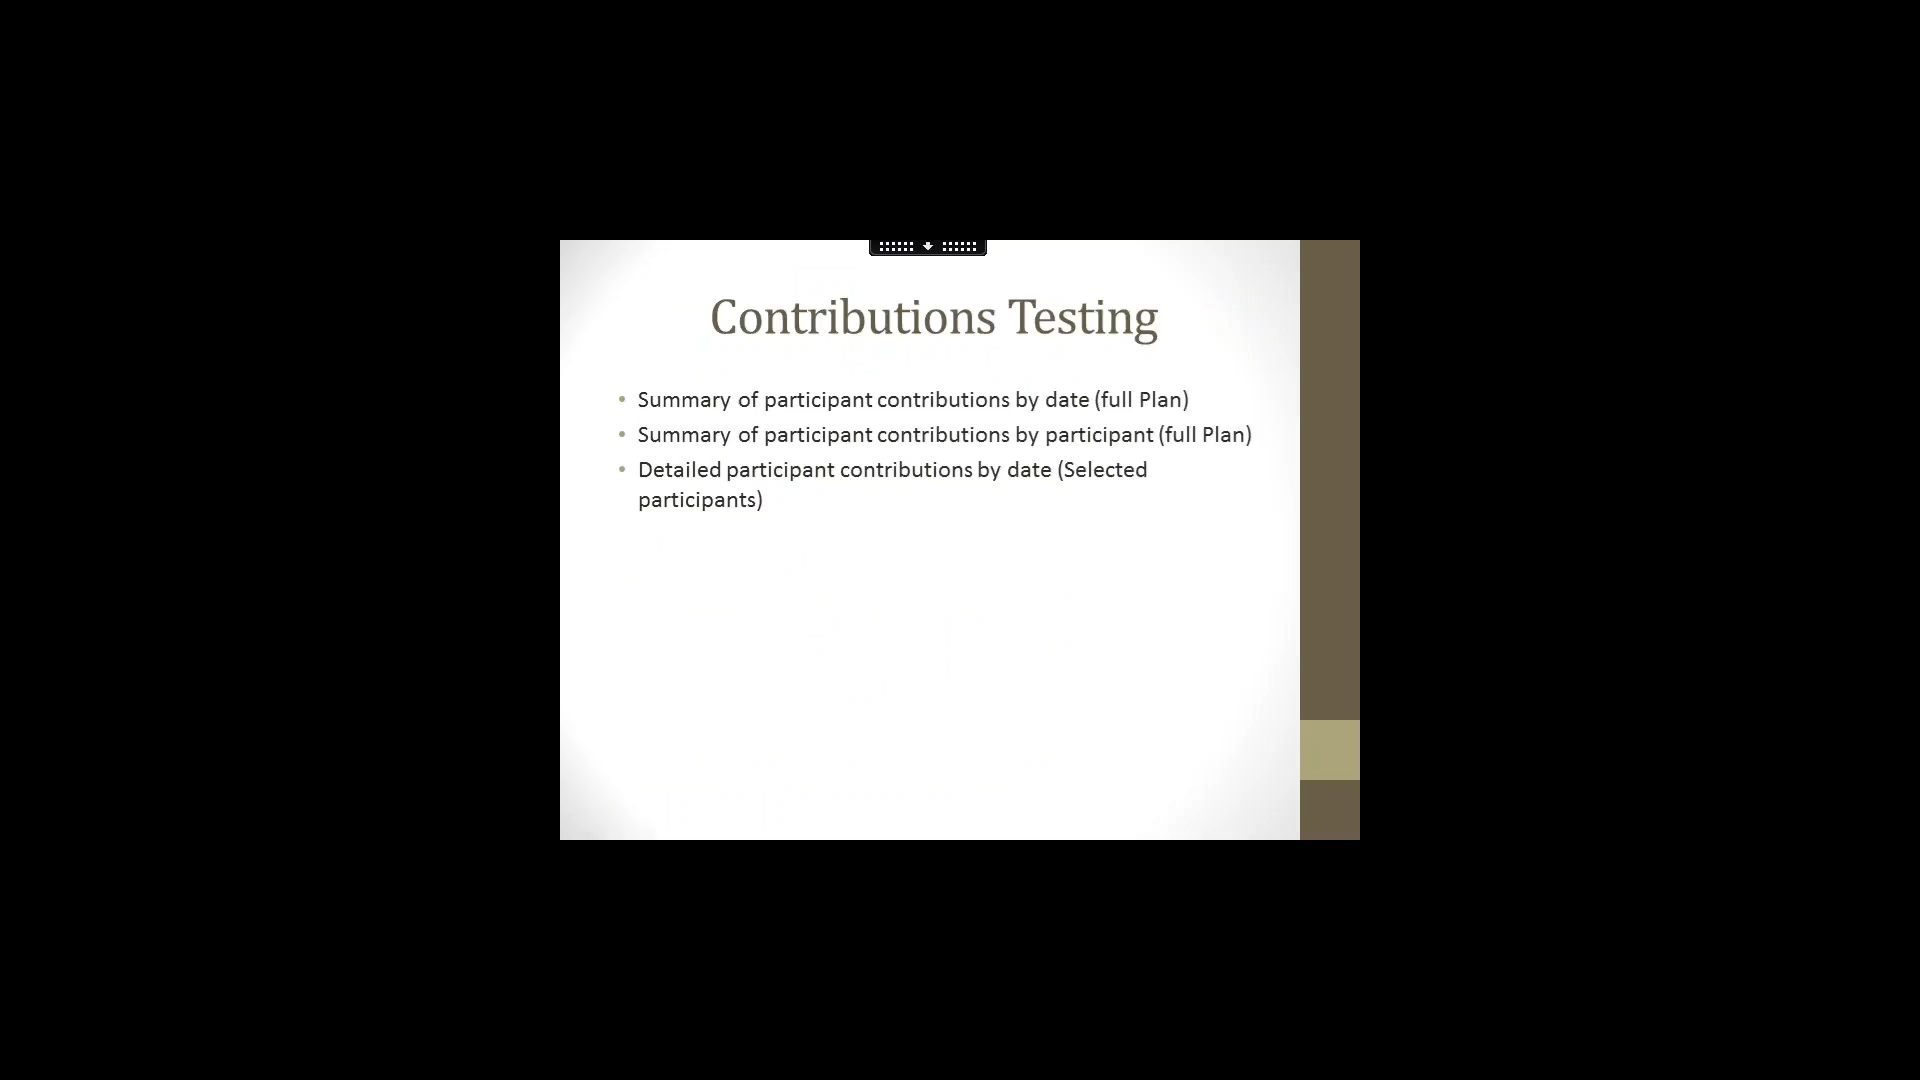 Contributions Testing
• Summary of participant contributions by date (full Plan)
• Summary of participant contributions by participant (full Plan)
• Detailed participant contributions by date (Selected
participants)